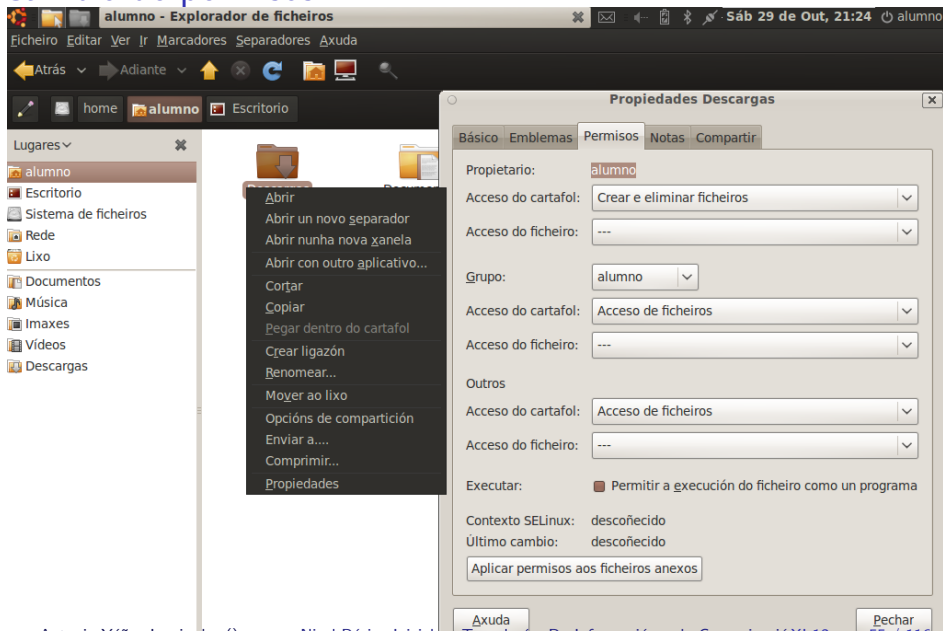 alumno - Explorador de ficheiros
Sáb 29 de Out, 21:24
alumno
Ficheiro Editar Ver Ir Marcadores Separadores Axuda
Atrás
Adiante
home
alumno
Escritorio
Lugares
alumno
Escritorio
Sistema de ficheiros
Rede
Lixo
Documentos
Música
Imaxes
Vídeos
Descargas
Abrir
Abrir un novo separador
Abrir nunha nova xanela
Abrir con outro aplicativo...
Cortar
Copiar
Pegar dentro do cartafol
Crear ligazón
Renomear...
Mover ao lixo
Opcións de compartición
Enviar a....
Comprimir...
Propiedades
Propiedades Descargas
Básico Emblemas Permisos Notas Compartir
Propietario: alumno
Acceso do cartafol: Crear e eliminar ficheiros
Acceso do ficheiro: ---
Grupo: alumno
Acceso do cartafol: Acceso de ficheiros
Acceso do ficheiro: ---
Outros
Acceso do cartafol: Acceso de ficheiros
Acceso do ficheiro: ---
Executar: Permitir a execución do ficheiro como un programa
Contexto SELinux: descoñecido
Último cambio: descoñecido
Aplicar permisos aos ficheiros anexos
Axuda
Pechar